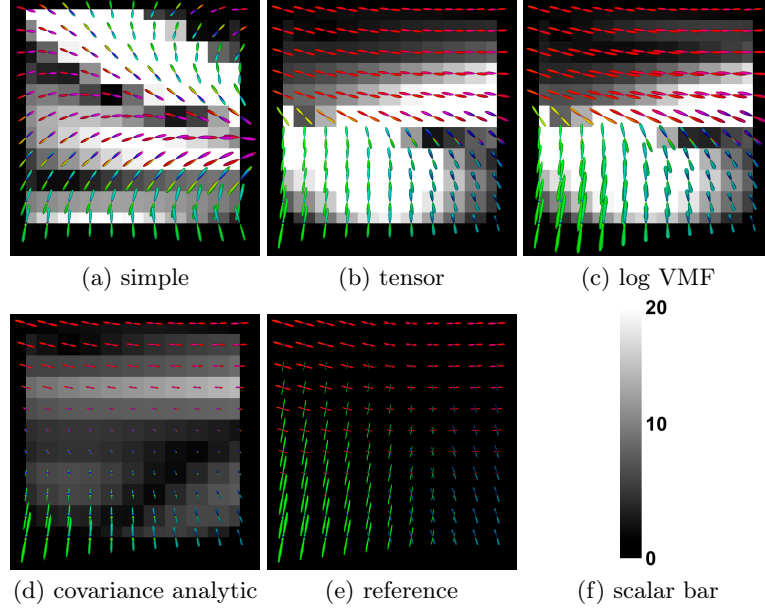 (a) simple
(b) tensor
(c) log VMF
20
10
0
(d) covariance analytic
(e) reference
(f) scalar bar